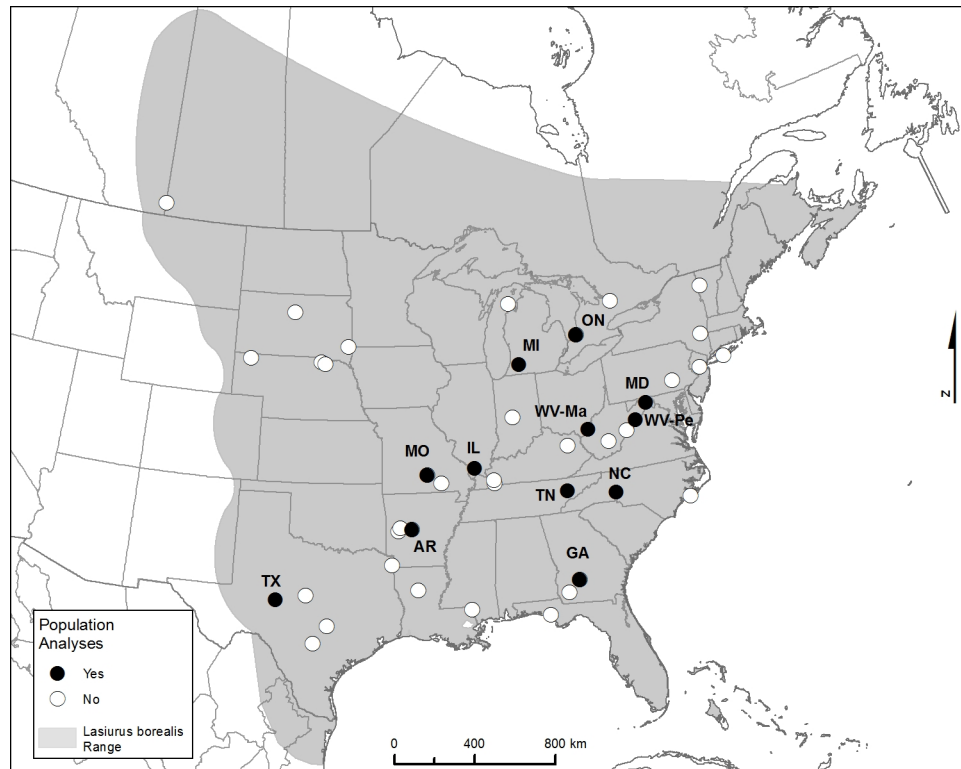 ON
MI
MD
WV-Ma
WV-Pe
MO
IL
TN
NC
AR
GA
TX
N
Population
Analyses
Yes
No
Lasiurus borealis
Range
0 400 800 km